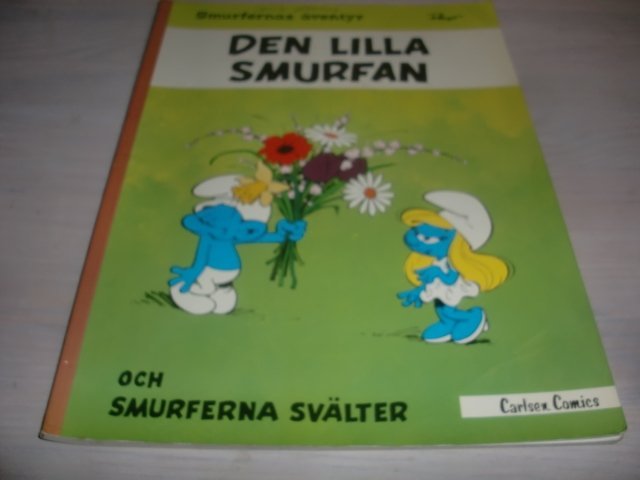 Smurfernas äventyr
Peyo
DEN LILLA
SMURFAN
OCH
SMURFERNA SVÄLTER
Carlsen Comics